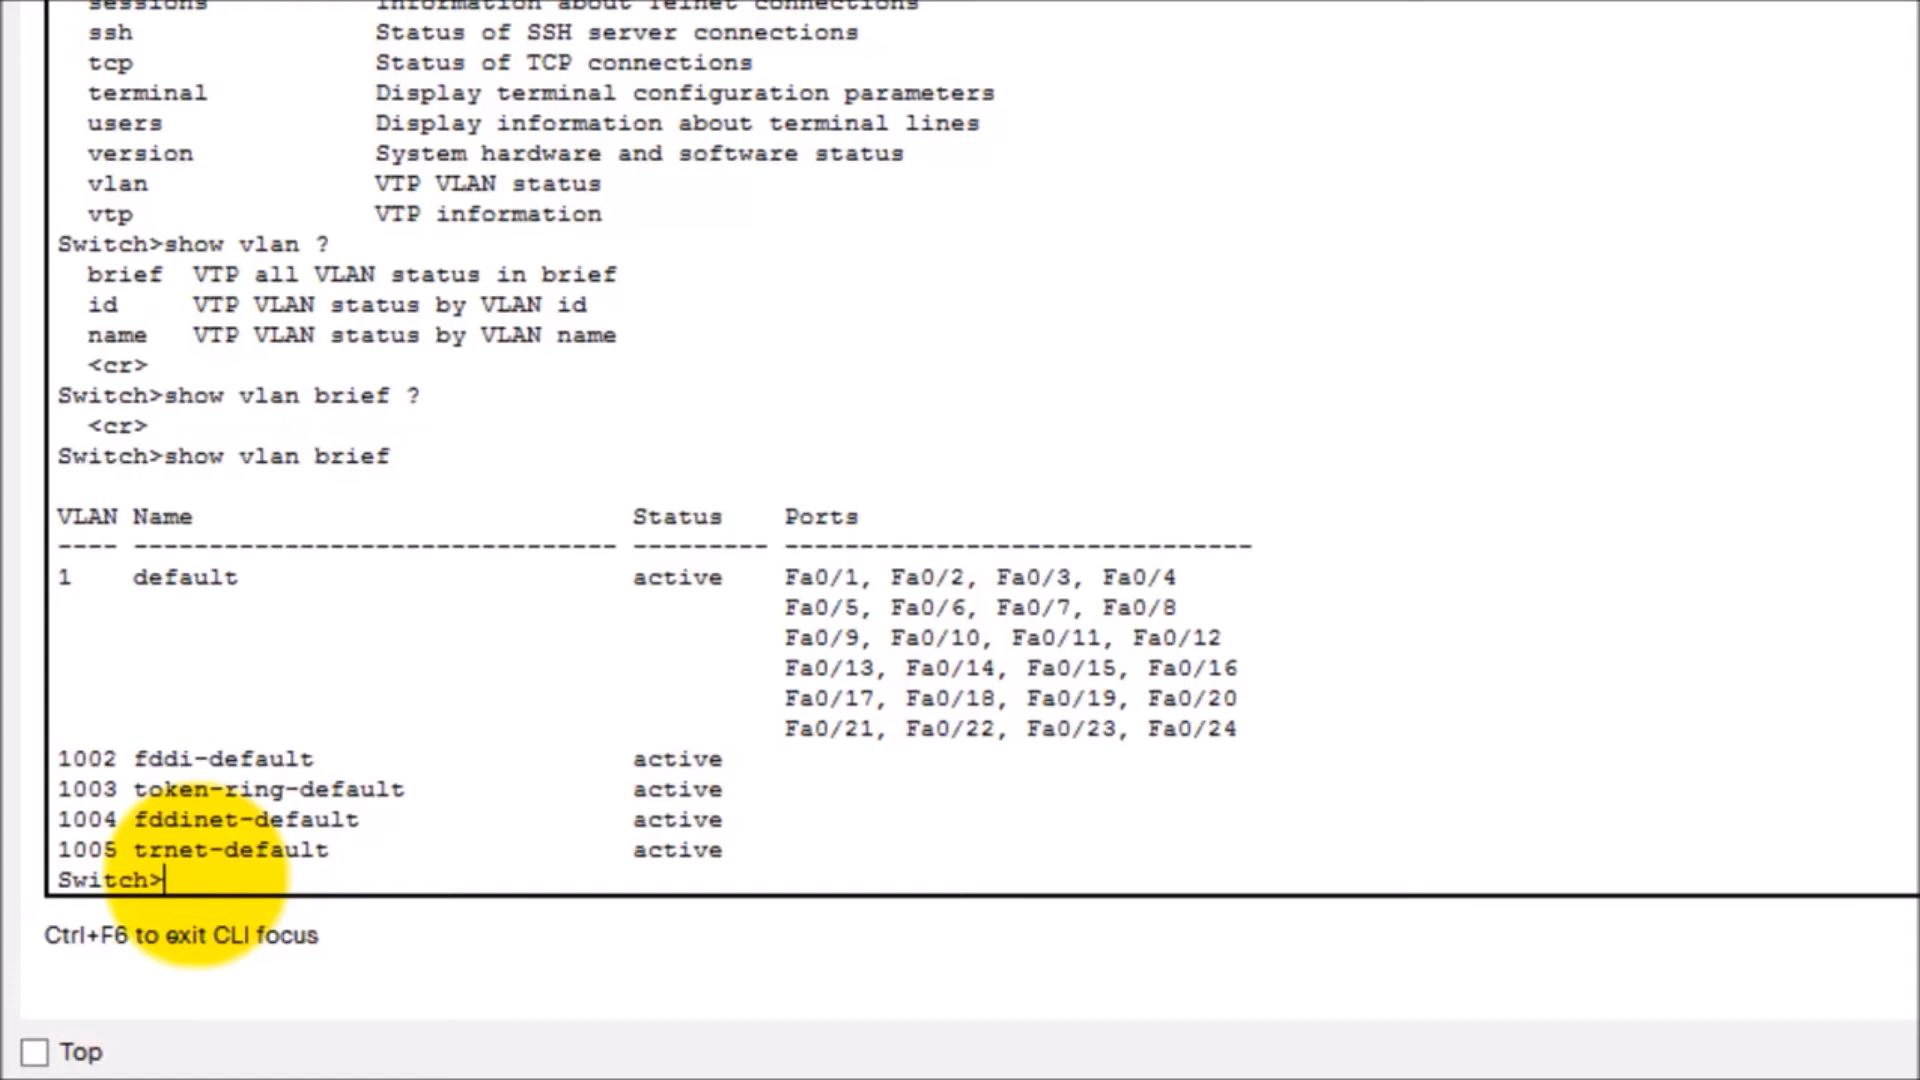 sessions Information about Telnet connections
ssh Status of SSH server connections
tcp Status of TCP connections
terminal Display terminal configuration parameters
users Display information about terminal lines
version System hardware and software status
vlan VTP VLAN status
vtp VTP information
Switch>show vlan ?
brief VTP all VLAN status in brief
id VTP VLAN status by VLAN id
name VTP VLAN status by VLAN name
<cr>
Switch>show vlan brief ?
<cr>
Switch>show vlan brief
VLAN Name Status Ports
---- -------------------------------- --------- -------------------------------
1 default active Fa0/1, Fa0/2, Fa0/3, Fa0/4
Fa0/5, Fa0/6, Fa0/7, Fa0/8
Fa0/9, Fa0/10, Fa0/11, Fa0/12
Fa0/13, Fa0/14, Fa0/15, Fa0/16
Fa0/17, Fa0/18, Fa0/19, Fa0/20
Fa0/21, Fa0/22, Fa0/23, Fa0/24
1002 fddi-default active
1003 token-ring-default active
1004 fddinet-default active
1005 trnet-default active
Switch>
Ctrl+F6 to exit CLI focus
Top